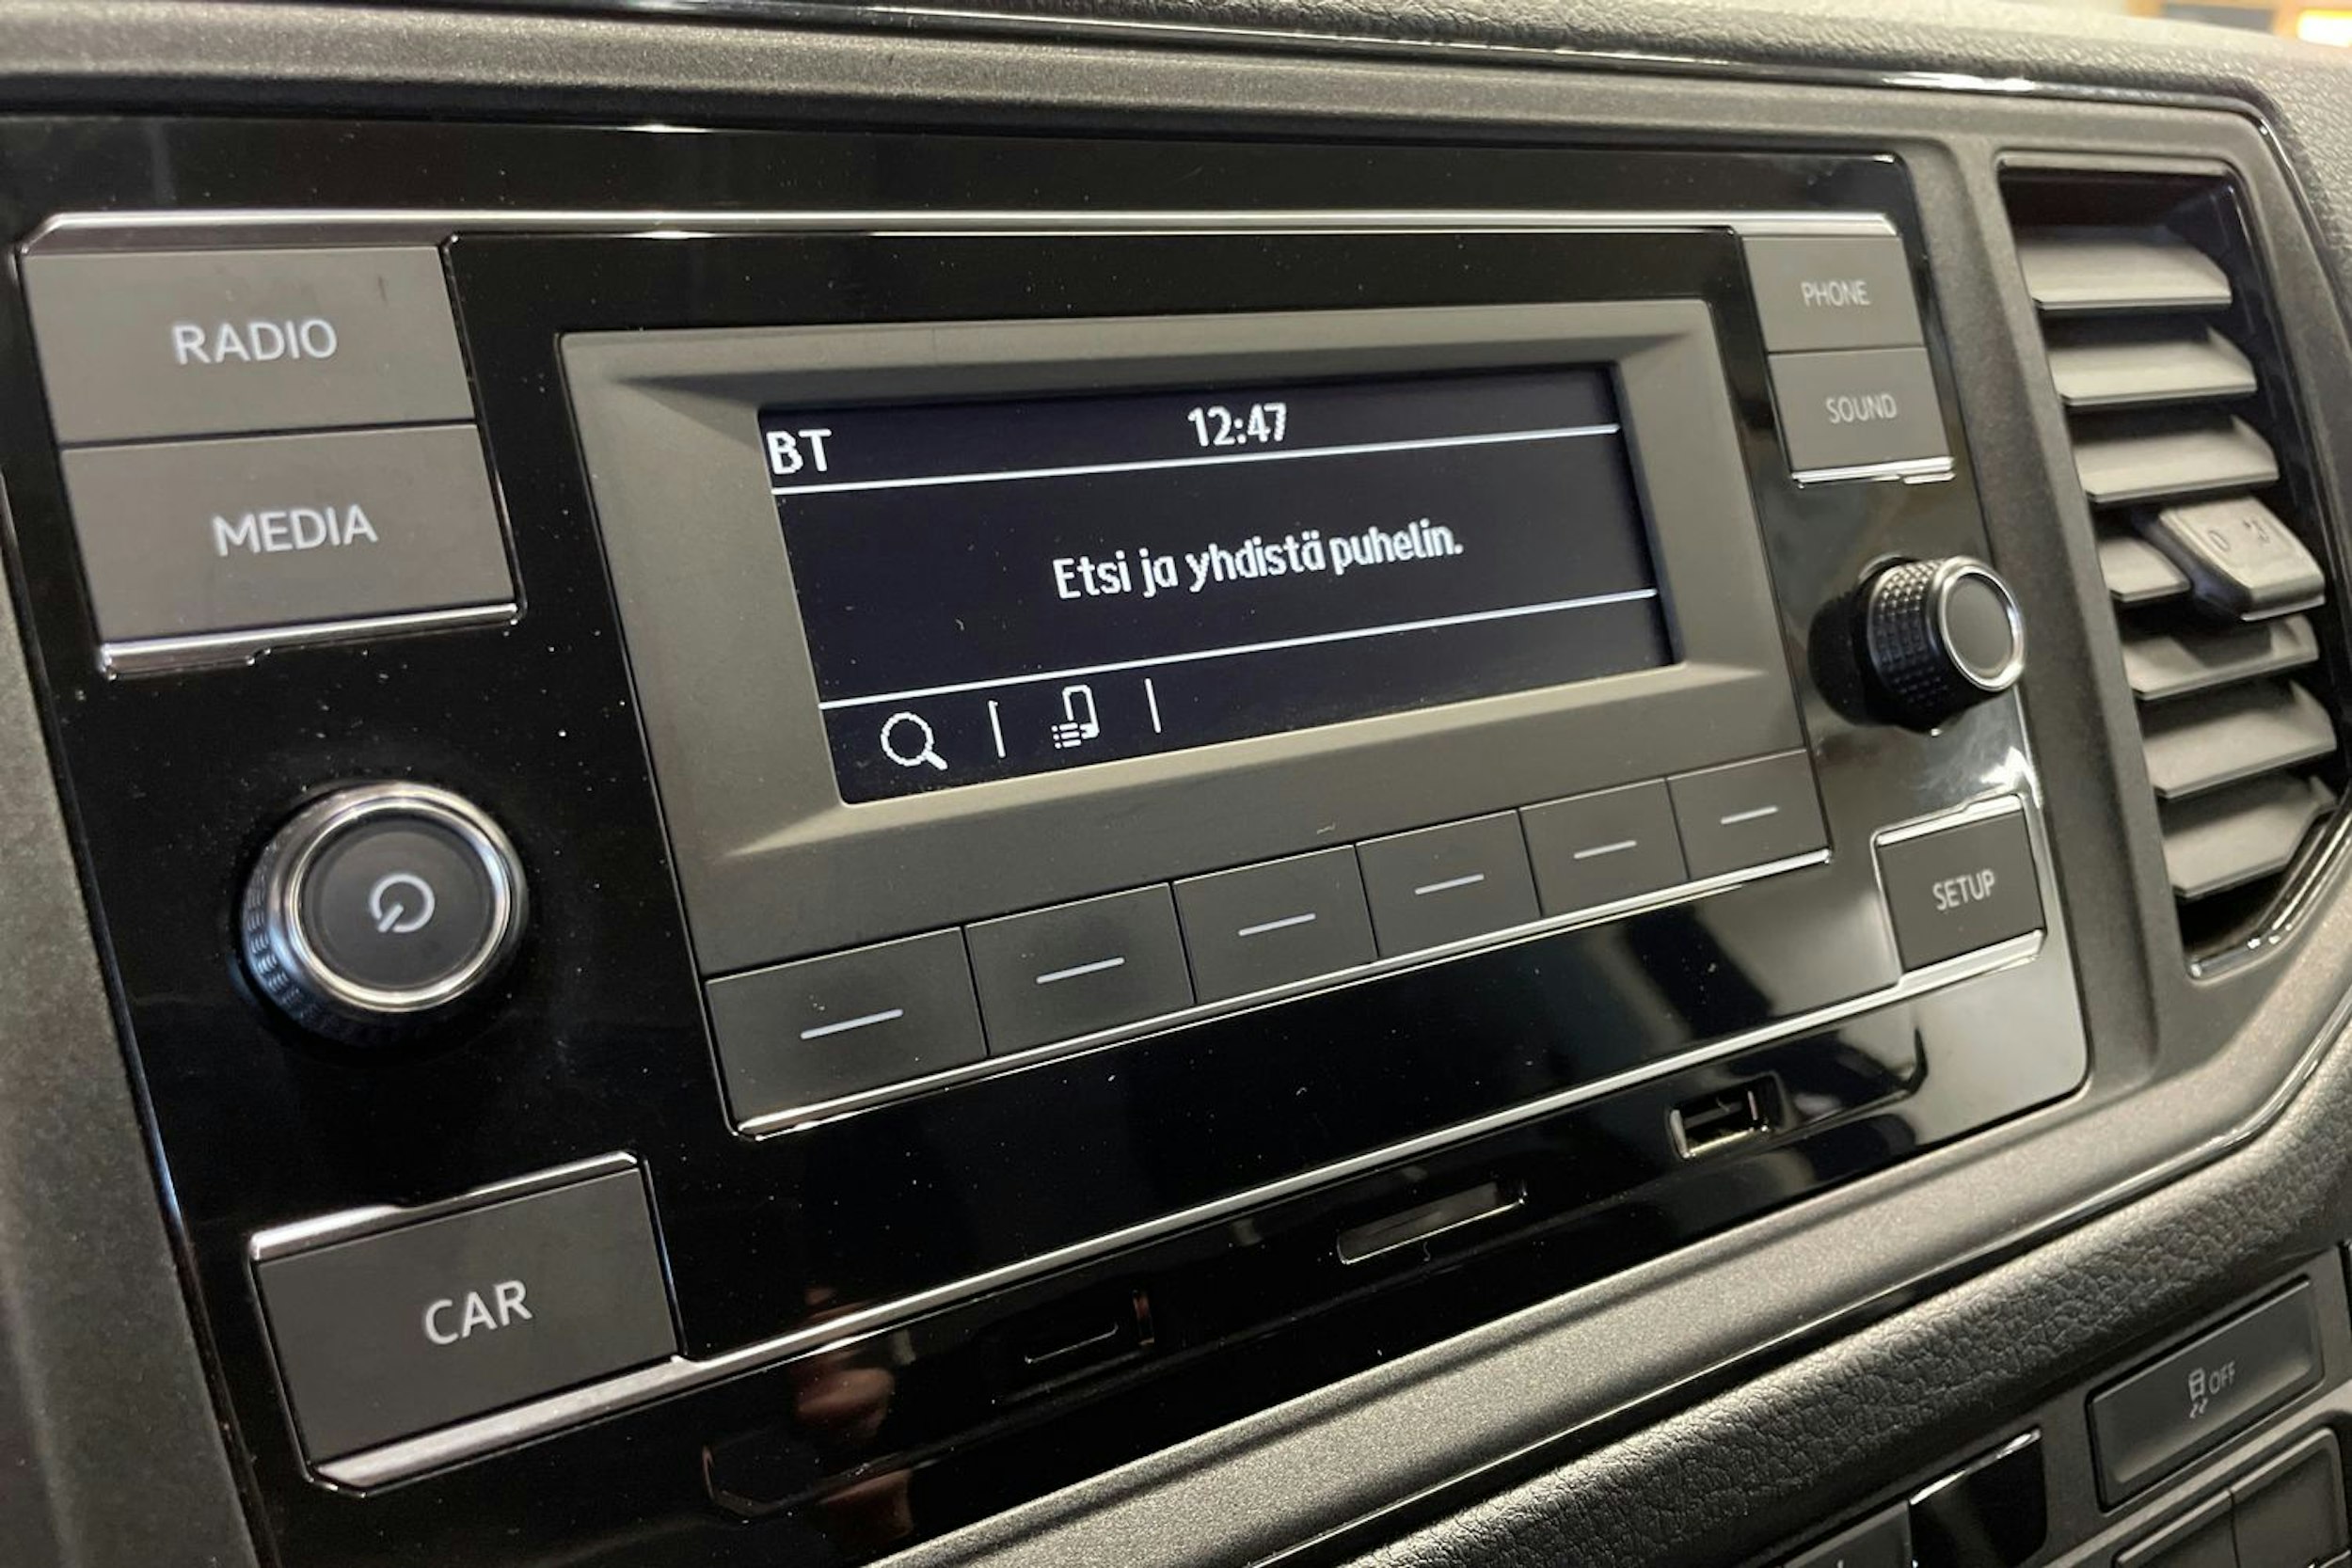 RADIO
MEDIA
BT 12:47
Etsi ja yhdistä puhelin.
PHONE
SOUND
SETUP
CAR
OFF